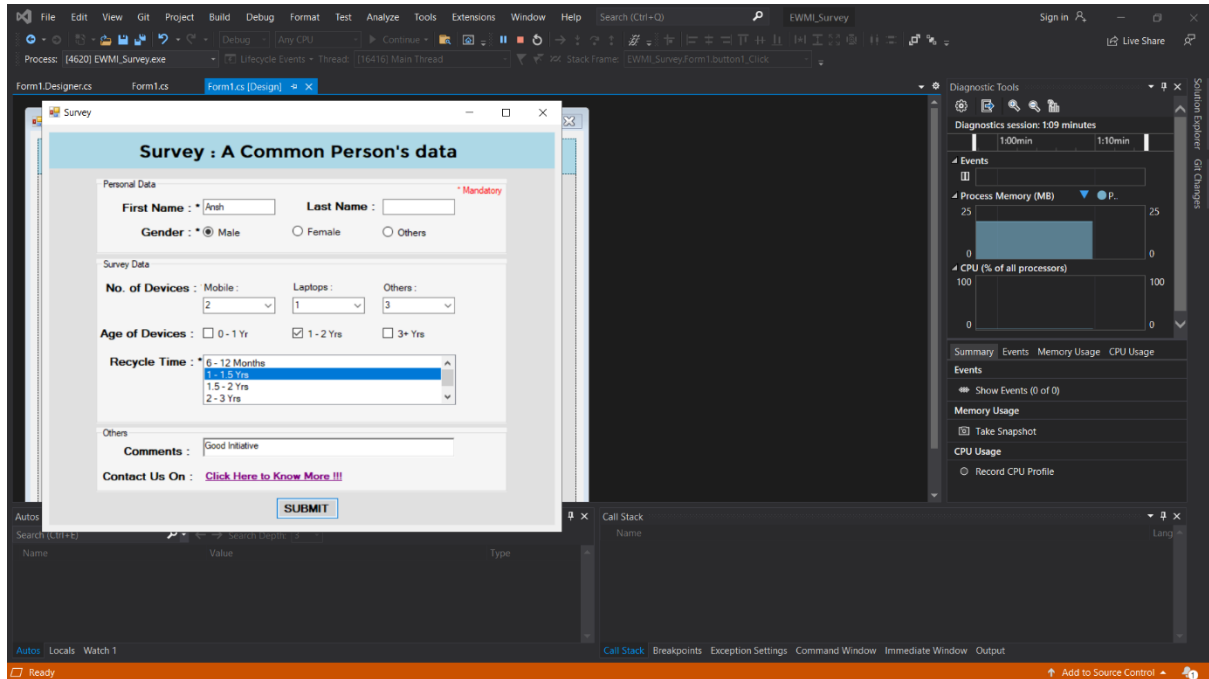 File Edit View Git Project Build Debug Format Test Analyze Tools Extensions Window Help Search (Ctrl+Q) EWMI_Survey Sign in
Debug Any CPU Continue Live Share
Process: [4620] EWMI_Survey.exe Lifecycle Events Thread: [16416] Main Thread Stack Frame: EWMI_Survey.Form1.button1_Click
Form1.Designer.cs Form1.cs Form1.cs [Design]
Survey
Survey : A Common Person's data
Personal Data
* Mandatory
First Name : * Ansh Last Name :
Gender : * Male Female Others
Survey Data
No. of Devices : Mobile : Laptops : Others :
2 1 3
Age of Devices : 0 - 1 Yr 1 - 2 Yrs 3+ Yrs
Recycle Time : * 6 - 12 Months
1 - 1.5 Yrs
1.5 - 2 Yrs
2 - 3 Yrs
Others
Comments : Good Initiative
Contact Us On : Click Here to Know More !!!
SUBMIT
Diagnostic Tools
Diagnostics session: 1:09 minutes
1:00min 1:10min
Events
Process Memory (MB) P..
25 25
0 0
CPU (% of all processors)
100 100
0 0
Summary Events Memory Usage CPU Usage
Events
Show Events (0 of 0)
Memory Usage
Take Snapshot
CPU Usage
Record CPU Profile
Solution Explorer
Git Changes
Autos
Search (Ctrl+E) Search Depth: 3
Name Value Type
Autos Locals Watch 1
Call Stack
Name Lang
Call Stack Breakpoints Exception Settings Command Window Immediate Window Output
Ready Add to Source Control 1